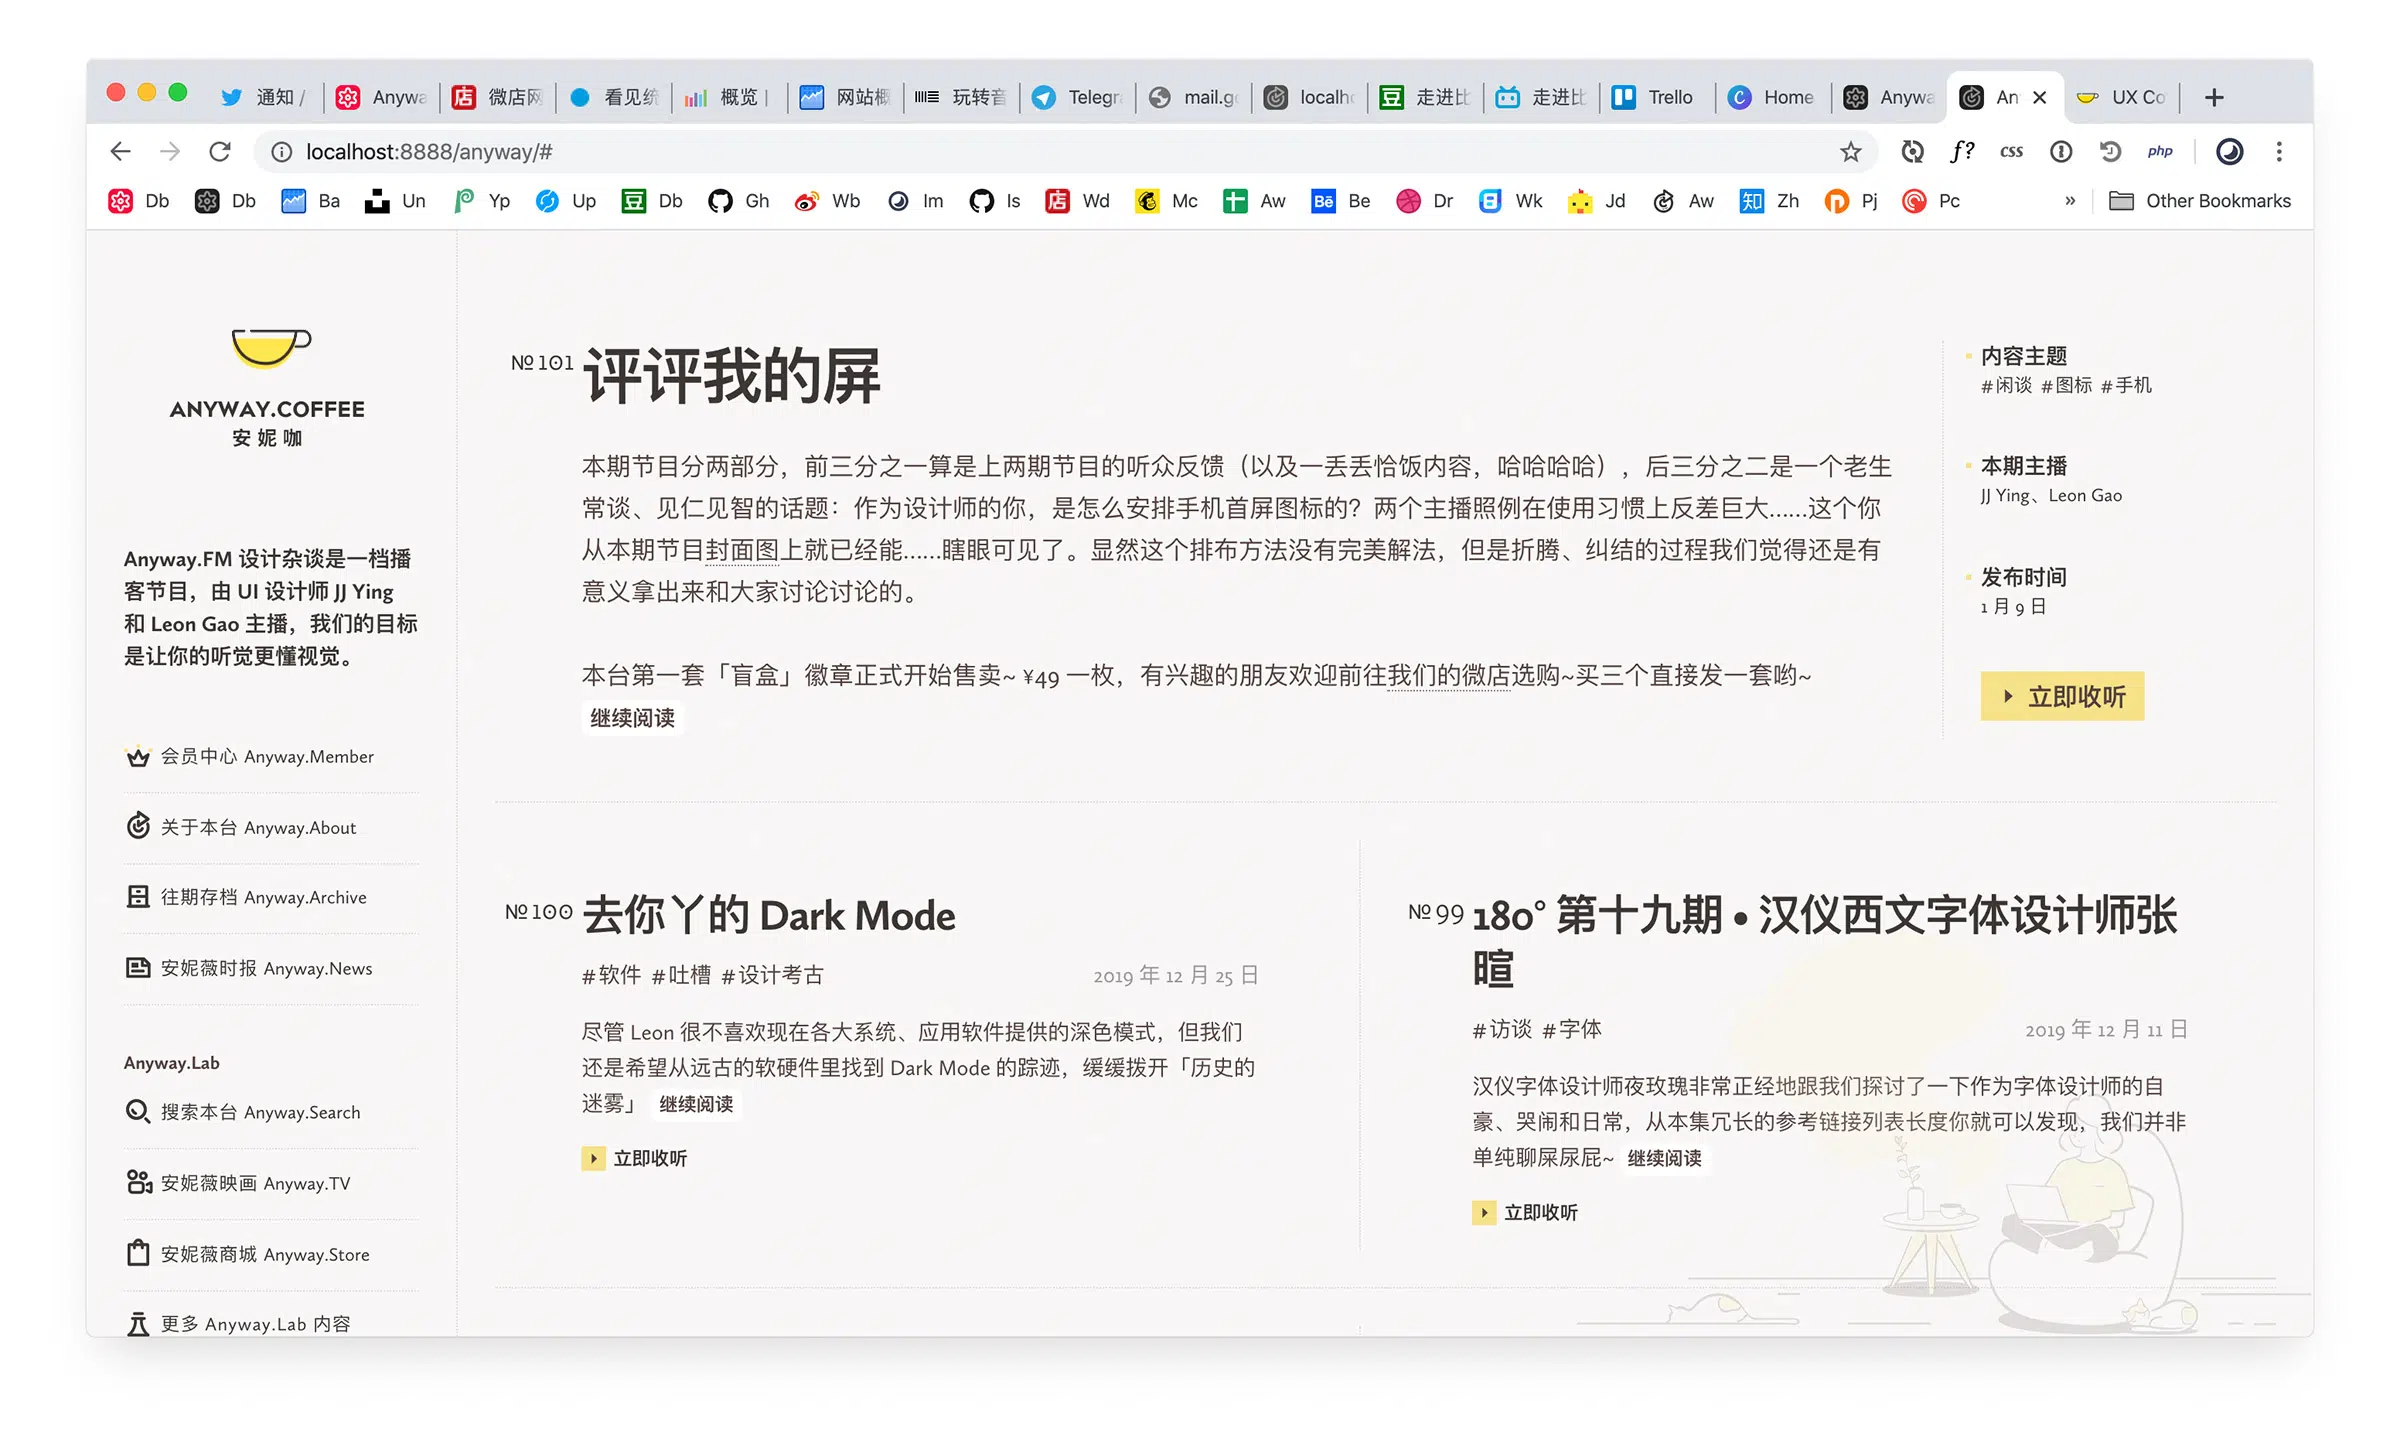 通知 /
Anywa
微店网
看见统
概览 |
网站概
玩转音
Telegr
mail.go
localho
走进比
走进比
Trello
Home
Anywa
An
UX Co
localhost:8888/anyway/#
f?
css
php
Db
Db
Ba
Un
Yp
Up
Db
Gh
Wb
Im
Is
Wd
Mc
Aw
Be
Dr
Wk
Jd
Aw
Zh
Pj
Pc
»
Other Bookmarks
ANYWAY.COFFEE
安妮咖
Anyway.FM 设计杂谈是一档播
客节目，由 UI 设计师 JJ Ying
和 Leon Gao 主播，我们的目标
是让你的听觉更懂视觉。
会员中心 Anyway.Member
关于本台 Anyway.About
往期存档 Anyway.Archive
安妮薇时报 Anyway.News
Anyway.Lab
搜索本台 Anyway.Search
安妮薇映画 Anyway.TV
安妮薇商城 Anyway.Store
更多 Anyway.Lab 内容
№101 评评我的屏
本期节目分两部分，前三分之一算是上两期节目的听众反馈（以及一丢丢恰饭内容，哈哈哈哈），后三分之二是一个老生
常谈、见仁见智的话题：作为设计师的你，是怎么安排手机首屏图标的？两个主播照例在使用习惯上反差巨大……这个你
从本期节目封面图上就已经能……瞎眼可见了。显然这个排布方法没有完美解法，但是折腾、纠结的过程我们觉得还是有
意义拿出来和大家讨论讨论的。
本台第一套「盲盒」徽章正式开始售卖~ ¥49 一枚，有兴趣的朋友欢迎前往我们的微店选购~买三个直接发一套哟~
继续阅读
内容主题
#闲谈 #图标 #手机
本期主播
JJ Ying、Leon Gao
发布时间
1 月 9 日
立即收听
№100 去你丫的 Dark Mode
#软件 #吐槽 #设计考古
2019 年 12 月 25 日
尽管 Leon 很不喜欢现在各大系统、应用软件提供的深色模式，但我们
还是希望从远古的软硬件里找到 Dark Mode 的踪迹，缓缓拨开「历史的
迷雾」 继续阅读
立即收听
№99 180° 第十九期 • 汉仪西文字体设计师张
暄
#访谈 #字体
2019 年 12 月 11 日
汉仪字体设计师夜玫瑰非常正经地跟我们探讨了一下作为字体设计师的自
豪、哭闹和日常，从本集冗长的参考链接列表长度你就可以发现，我们并非
单纯聊屎尿屁~ 继续阅读
立即收听